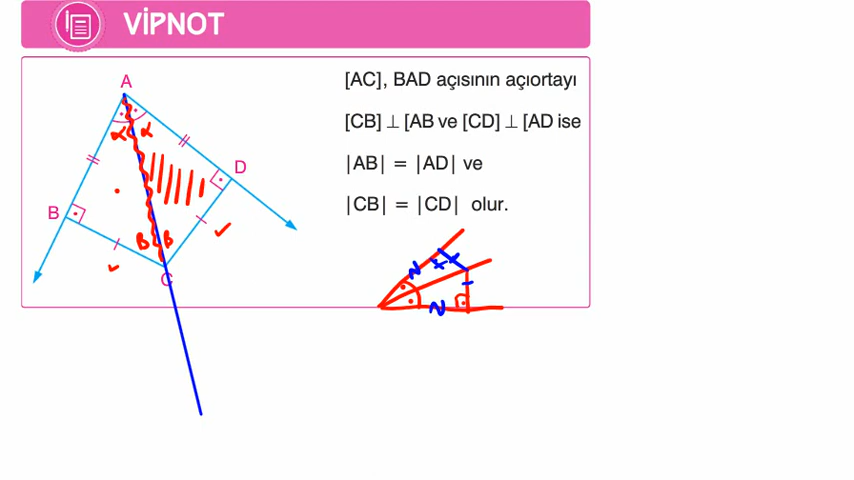 VİPNOT
A
[AC], BAD açısının açıortayı
α α
[CB] ⊥ [AB ve [CD] ⊥ [AD ise
D
|AB| = |AD| ve
B
|CB| = |CD| olur.
β β
C
N
N